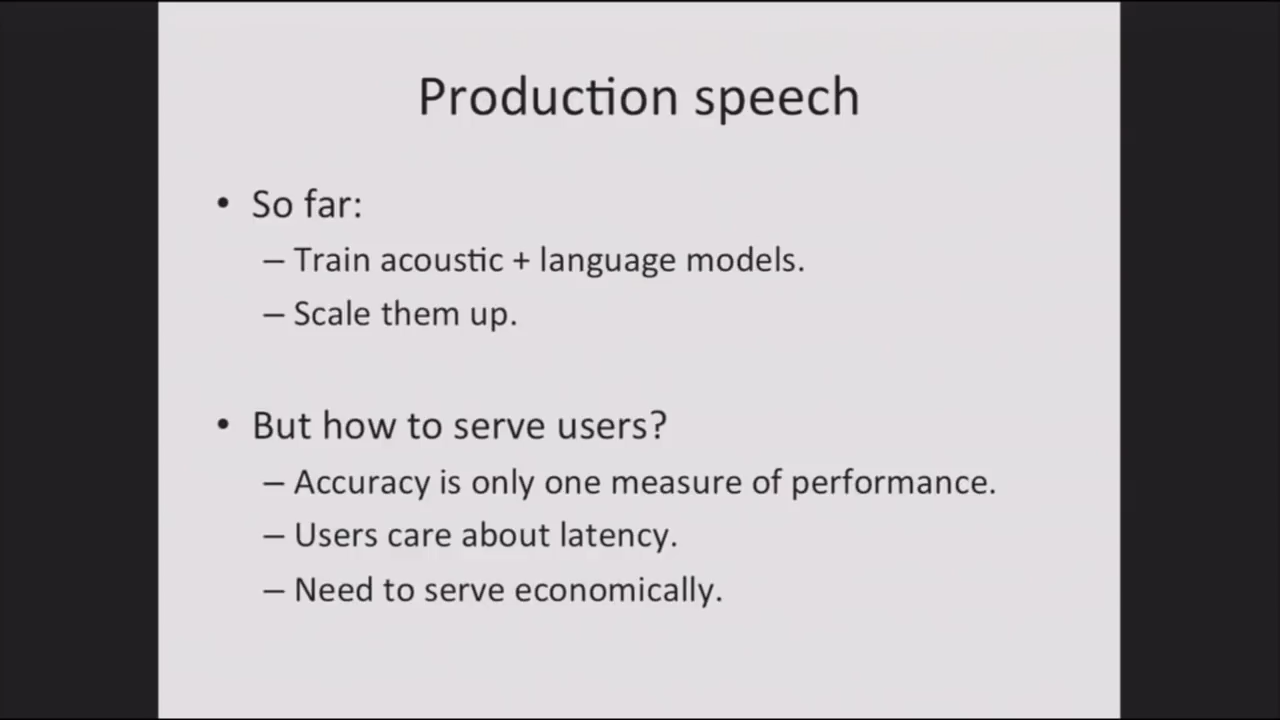 Production speech
• So far:
– Train acoustic + language models.
– Scale them up.
• But how to serve users?
– Accuracy is only one measure of performance.
– Users care about latency.
– Need to serve economically.